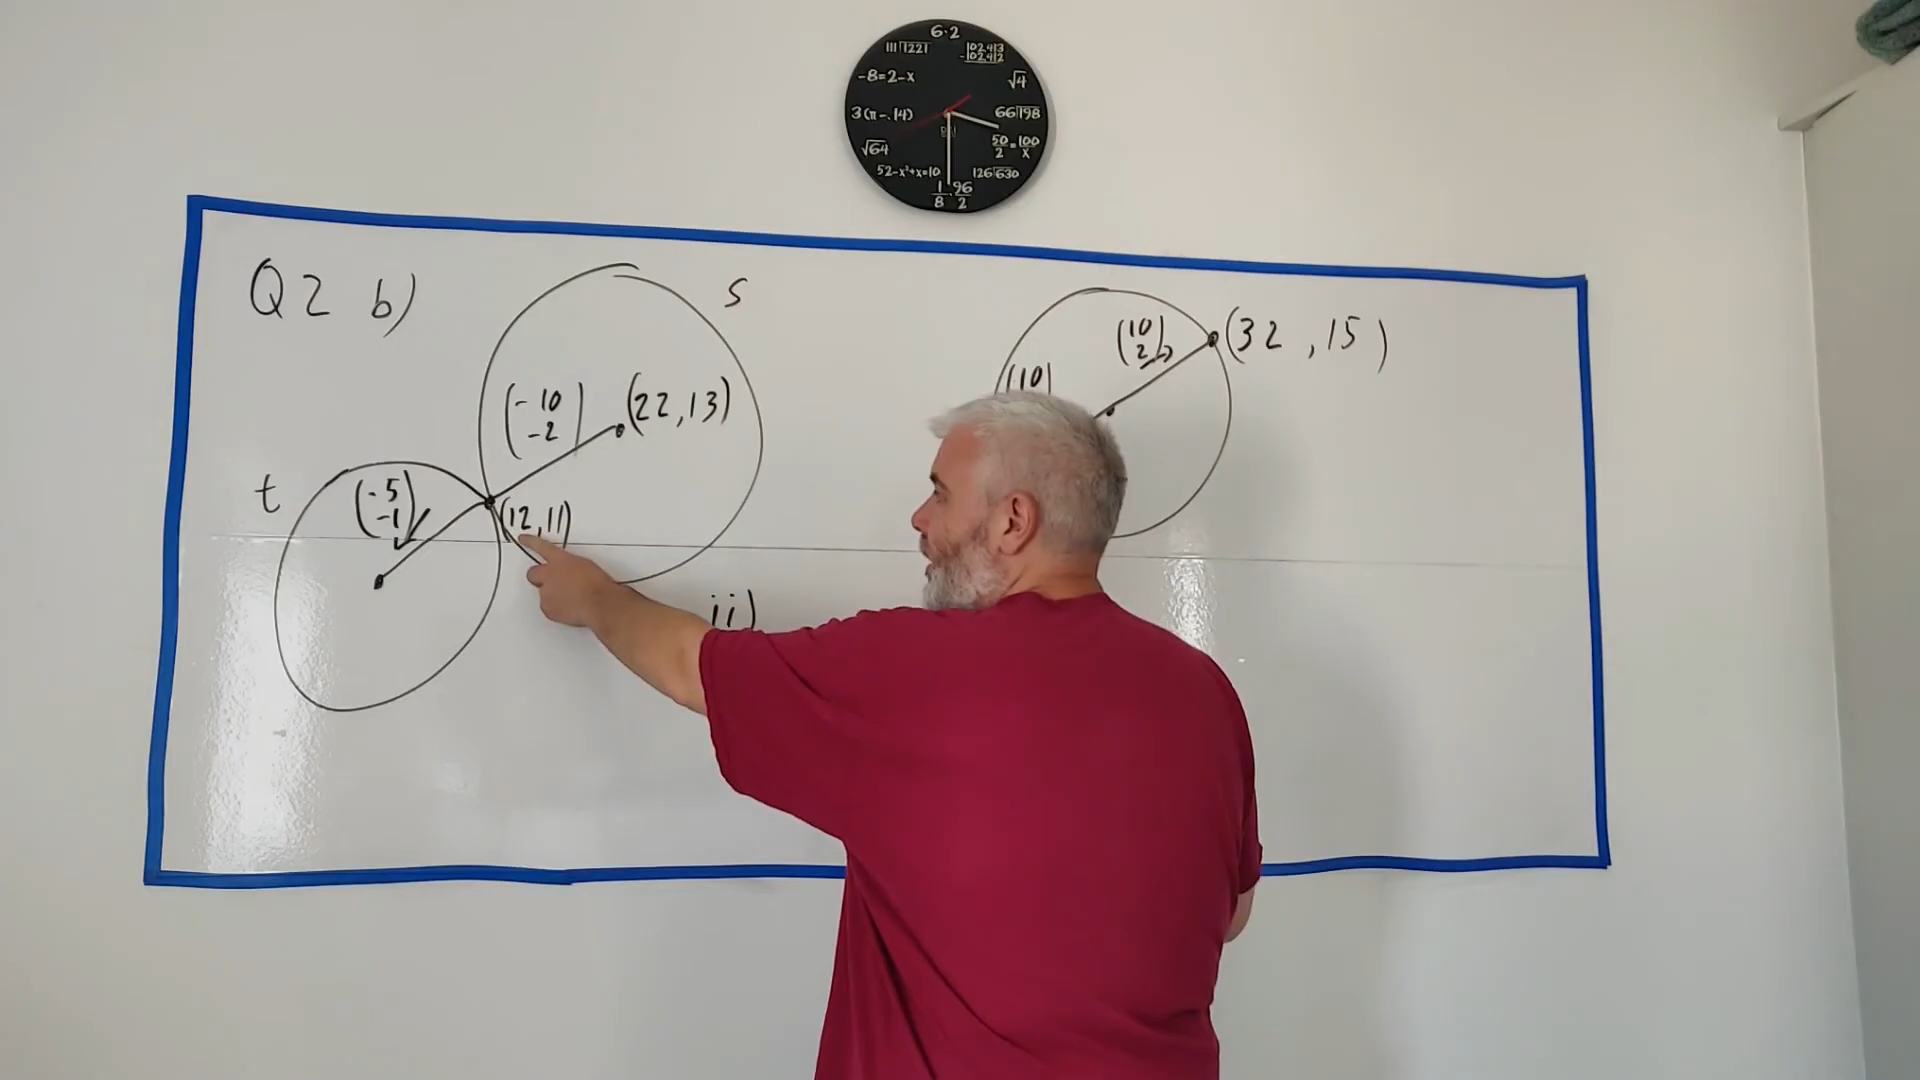 6·2
111⟌1221
102,413
-102,412
-8=2-x
√4
3(π-.14)
66⟌198
√64
50/2=100/x
52-x²+x=10
126⟌630
1/8·96/2
Q2 b)
s
(32, 15)
(10
2)
(10
(-10
-2)
(22,13)
t
(-5
-1)
(12,11)
ii)